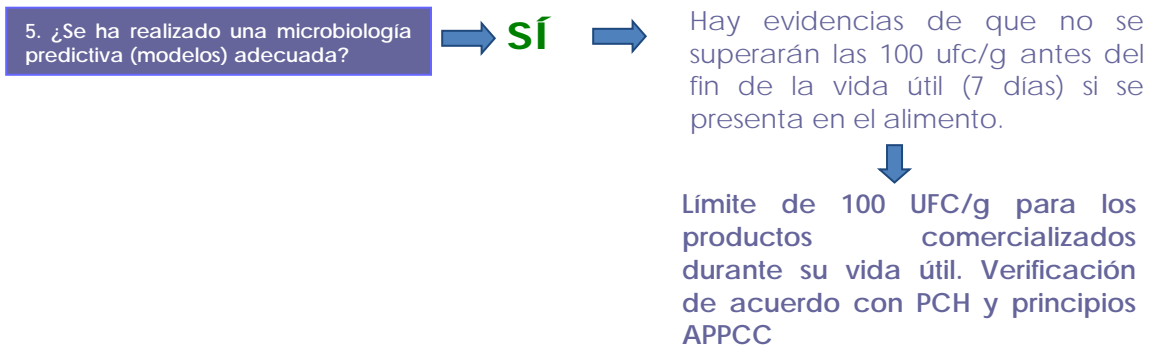 5. ¿Se ha realizado una microbiología
predictiva (modelos) adecuada?
SÍ
Hay evidencias de que no se
superarán las 100 ufc/g antes del
fin de la vida útil (7 días) si se
presenta en el alimento.
Límite de 100 UFC/g para los
productos comercializados
durante su vida útil. Verificación
de acuerdo con PCH y principios
APPCC